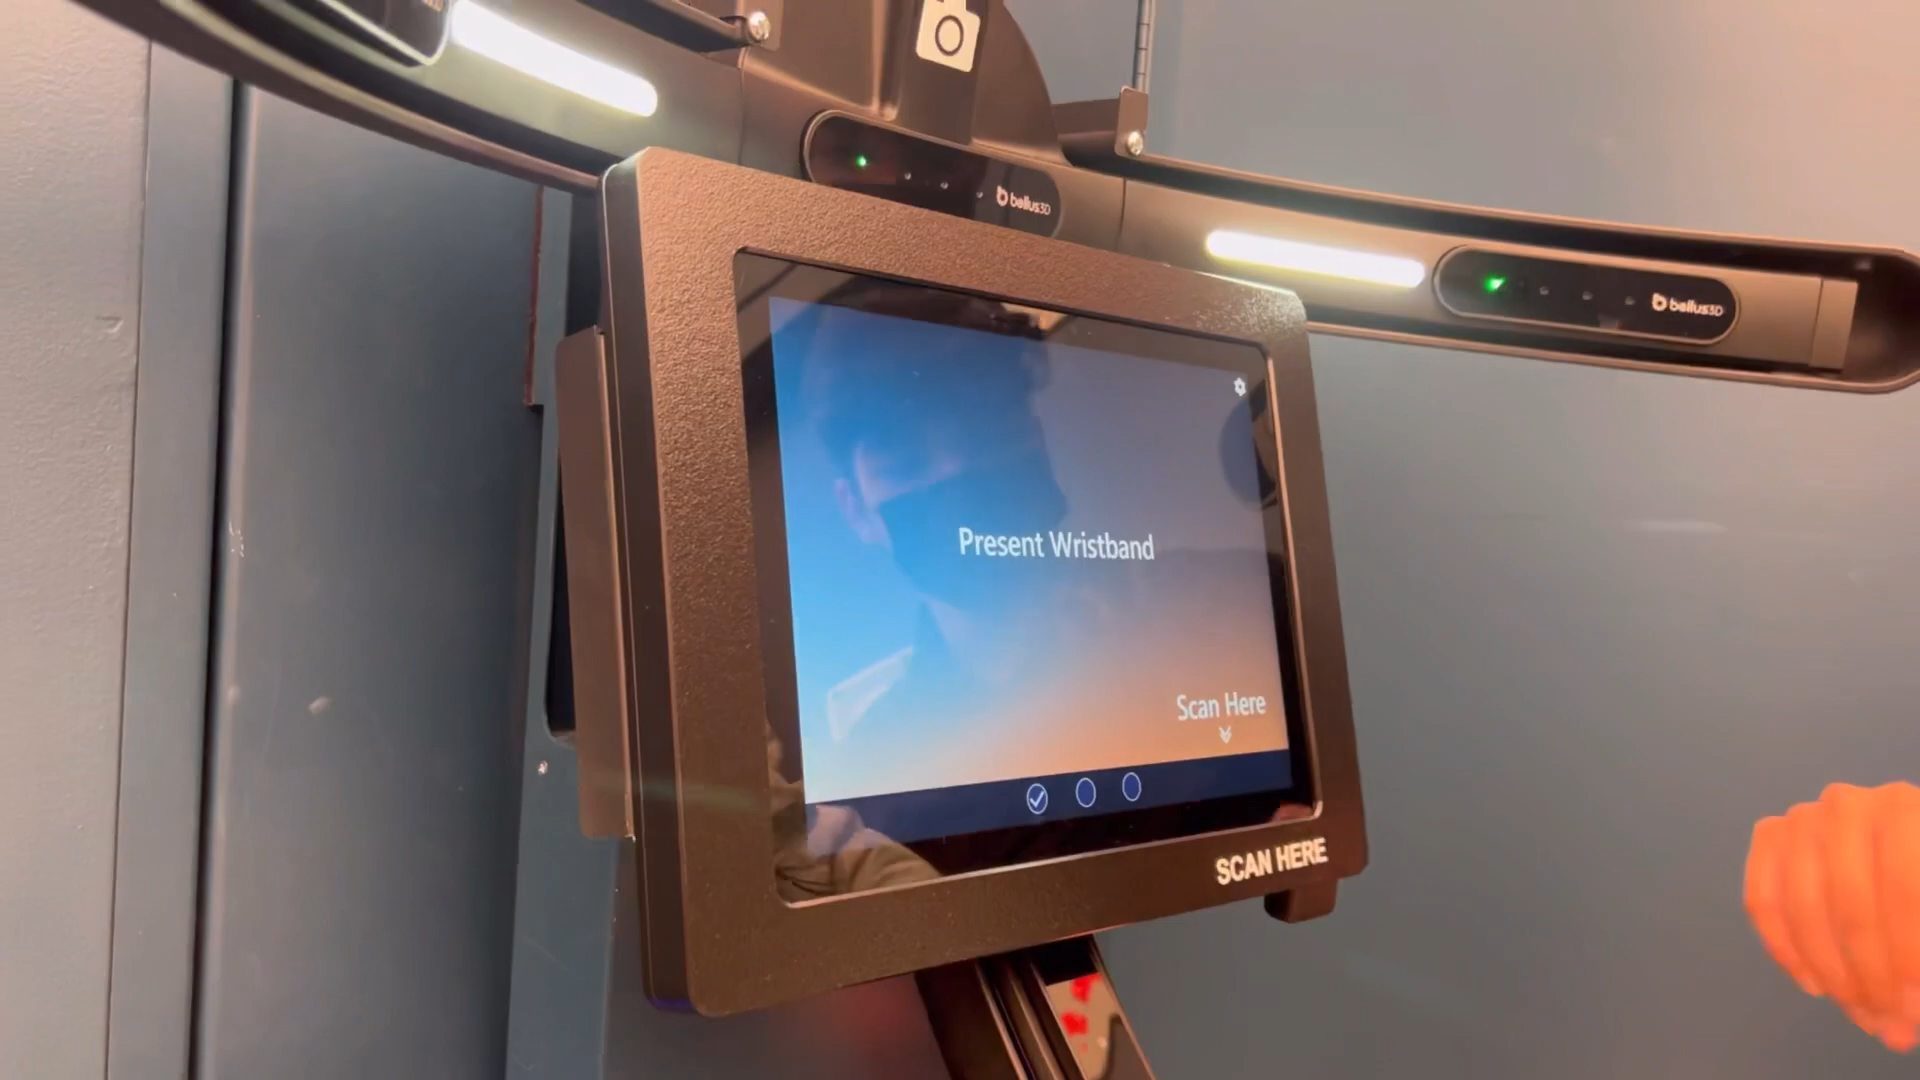 bellus3D
bellus3D
Present Wristband
Scan Here
SCAN HERE